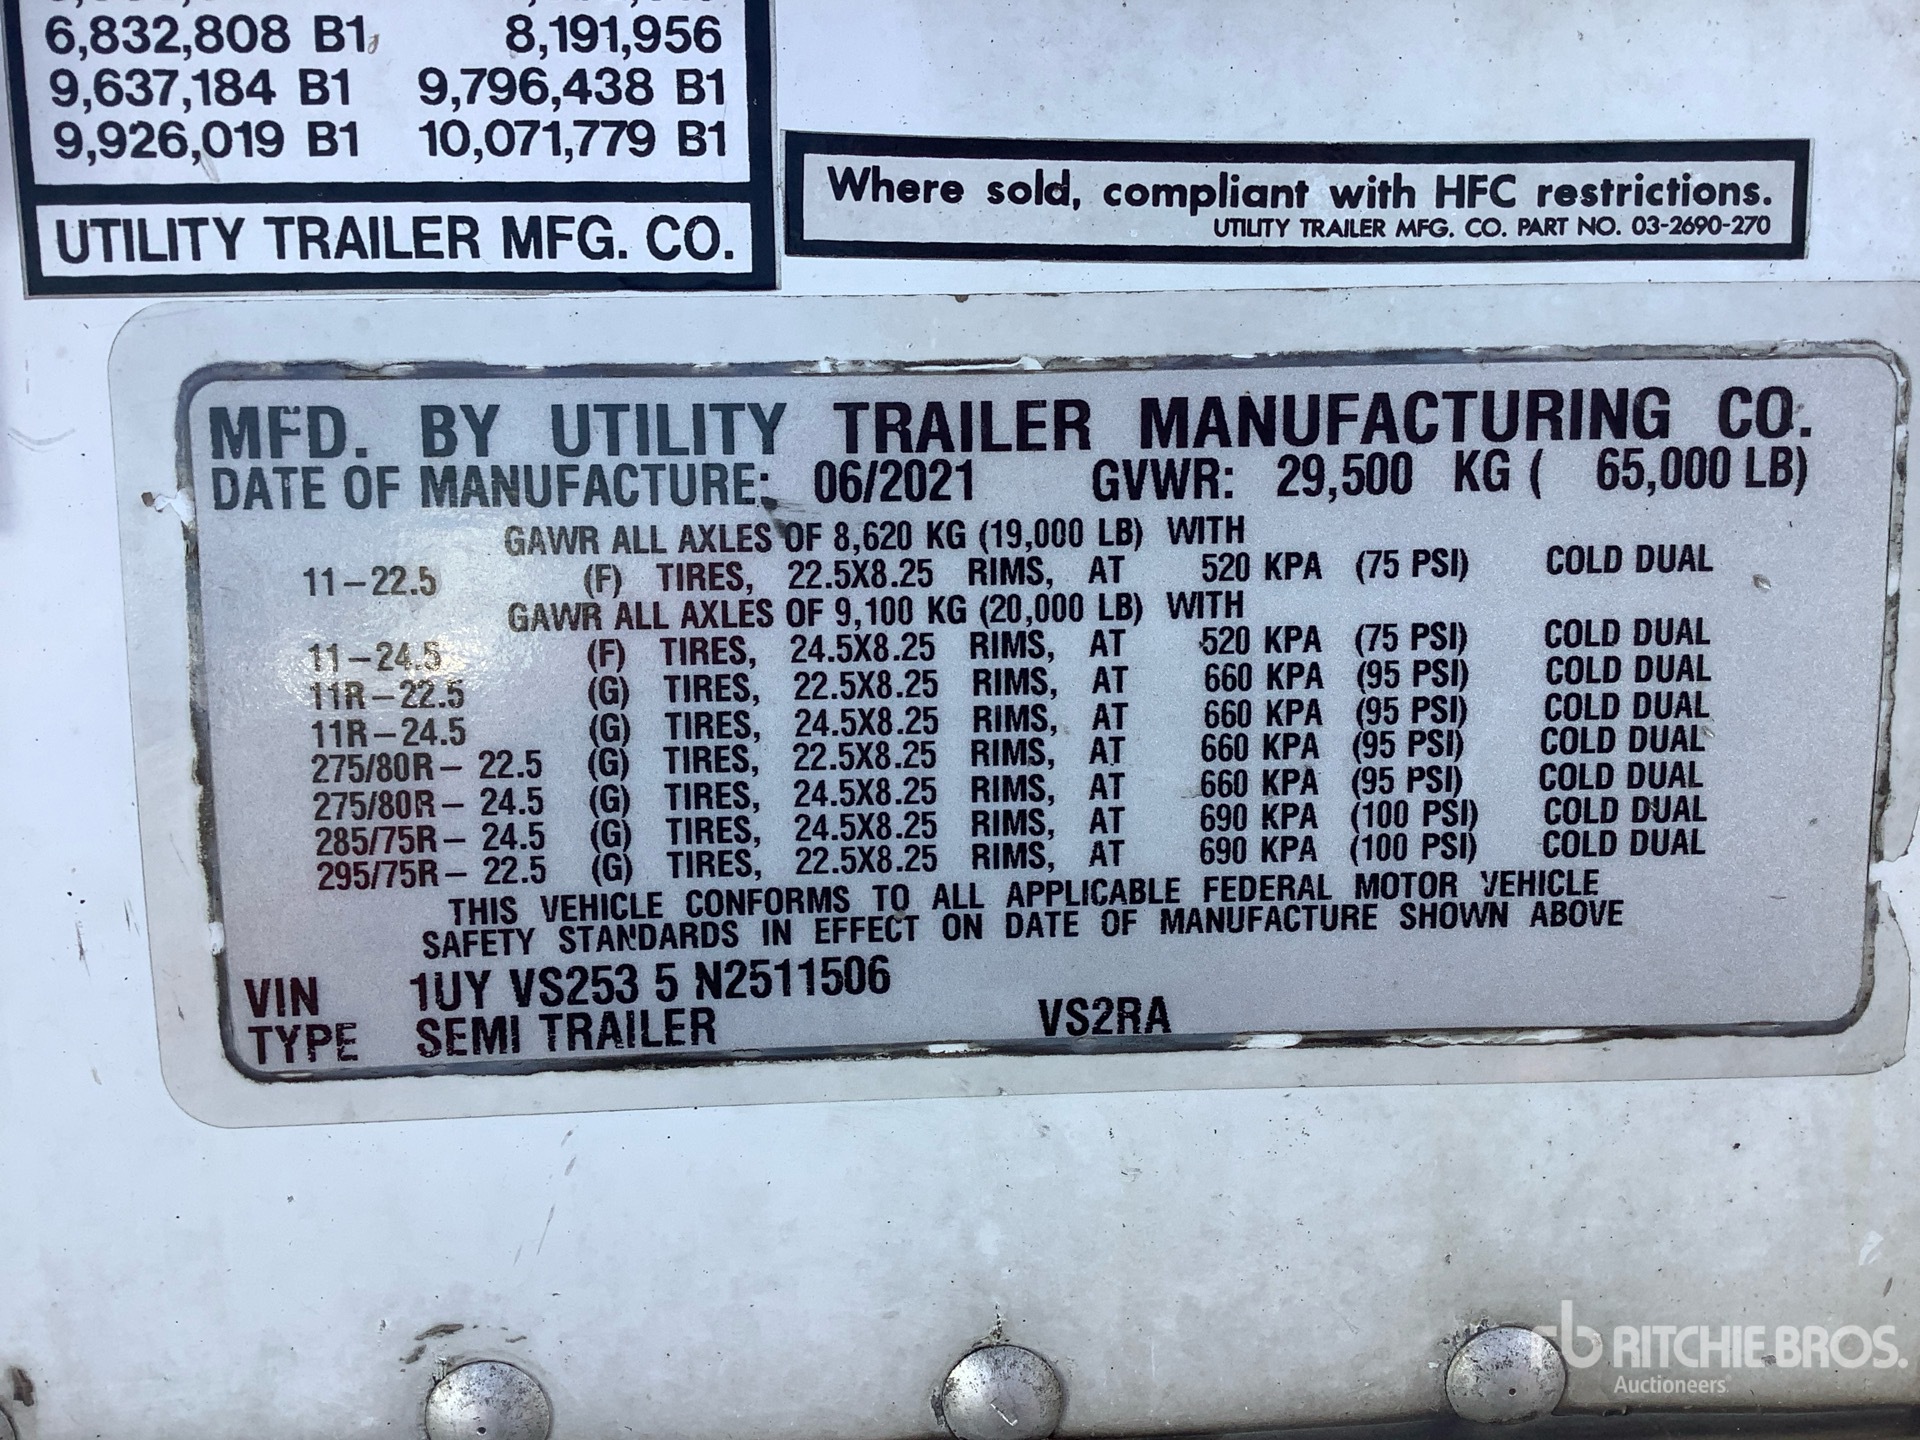 6,832,808 B1 8,191,956
9,637,184 B1 9,796,438 B1
9,926,019 B1 10,071,779 B1
UTILITY TRAILER MFG. CO.
Where sold, compliant with HFC restrictions.
UTILITY TRAILER MFG. CO. PART NO. 03-2690-270
MFD. BY UTILITY TRAILER MANUFACTURING CO.
DATE OF MANUFACTURE: 06/2021 GVWR: 29,500 KG ( 65,000 LB)
GAWR ALL AXLES OF 8,620 KG (19,000 LB) WITH
11-22.5 (F) TIRES, 22.5X8.25 RIMS, AT 520 KPA (75 PSI) COLD DUAL
GAWR ALL AXLES OF 9,100 KG (20,000 LB) WITH
11-24.5 (F) TIRES, 24.5X8.25 RIMS, AT 520 KPA (75 PSI) COLD DUAL
11R-22.5 (G) TIRES, 22.5X8.25 RIMS, AT 660 KPA (95 PSI) COLD DUAL
11R-24.5 (G) TIRES, 24.5X8.25 RIMS, AT 660 KPA (95 PSI) COLD DUAL
275/80R- 22.5 (G) TIRES, 22.5X8.25 RIMS, AT 660 KPA (95 PSI) COLD DUAL
275/80R- 24.5 (G) TIRES, 24.5X8.25 RIMS, AT 660 KPA (95 PSI) COLD DUAL
285/75R- 24.5 (G) TIRES, 24.5X8.25 RIMS, AT 690 KPA (100 PSI) COLD DUAL
295/75R- 22.5 (G) TIRES, 22.5X8.25 RIMS, AT 690 KPA (100 PSI) COLD DUAL
THIS VEHICLE CONFORMS TO ALL APPLICABLE FEDERAL MOTOR VEHICLE
SAFETY STANDARDS IN EFFECT ON DATE OF MANUFACTURE SHOWN ABOVE
VIN 1UY VS253 5 N2511506
TYPE SEMI TRAILER VS2RA
rb RITCHIE BROS.
Auctioneers